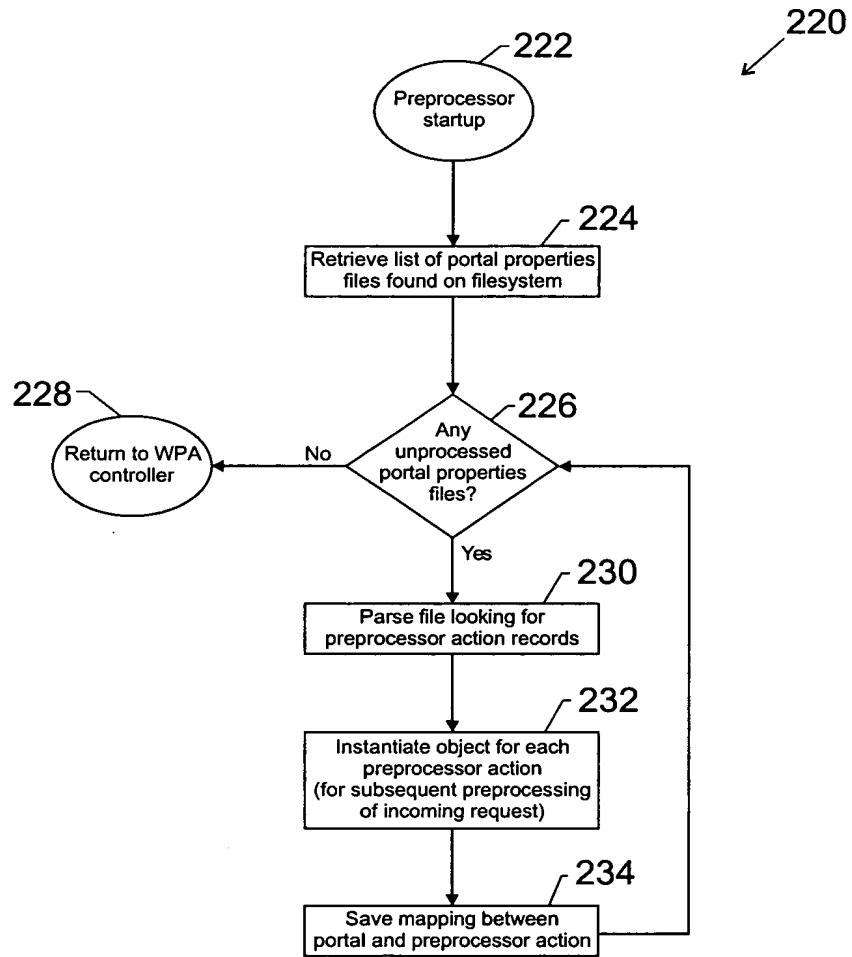 220
222
Preprocessor
startup
224
Retrieve list of portal properties
files found on filesystem
228
226
Return to WPA
controller
No
Any
unprocessed
portal properties
files?
Yes
230
Parse file looking for
preprocessor action records
232
Instantiate object for each
preprocessor action
(for subsequent preprocessing
of incoming request)
234
Save mapping between
portal and preprocessor action